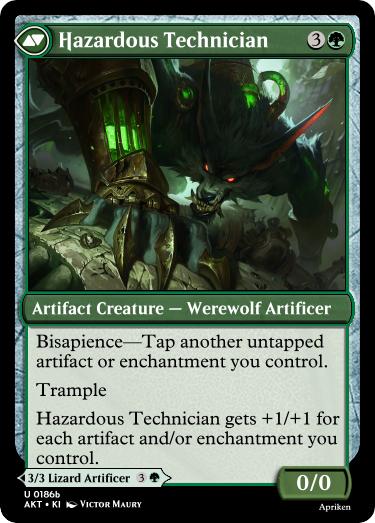 Hazardous Technician 3
Artifact Creature — Werewolf Artificer
Bisapience—Tap another untapped
artifact or enchantment you control.
Trample
Hazardous Technician gets +1/+1 for
each artifact and/or enchantment you
control.
3/3 Lizard Artificer 3
0/0
U 0186b
AKT • KI Victor Maury
Apriken